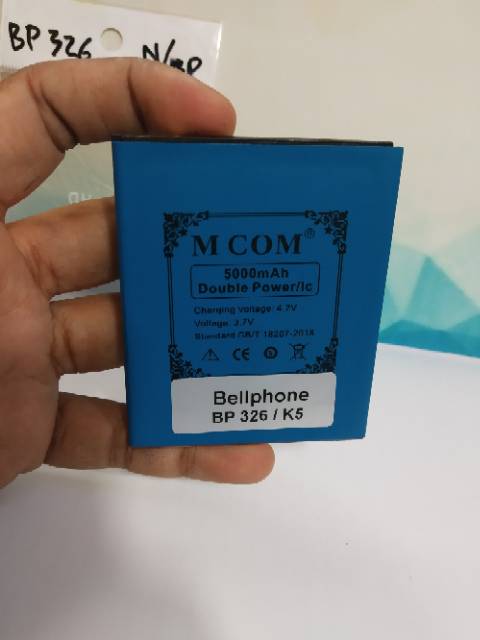 BP 326
M COM®
5000mAh
Double Power/Ic
Charging voltage: 4.7V
Voltage: 3.7V
Standard GB/T 18287-2018
CE
Bellphone
BP 326 / K5